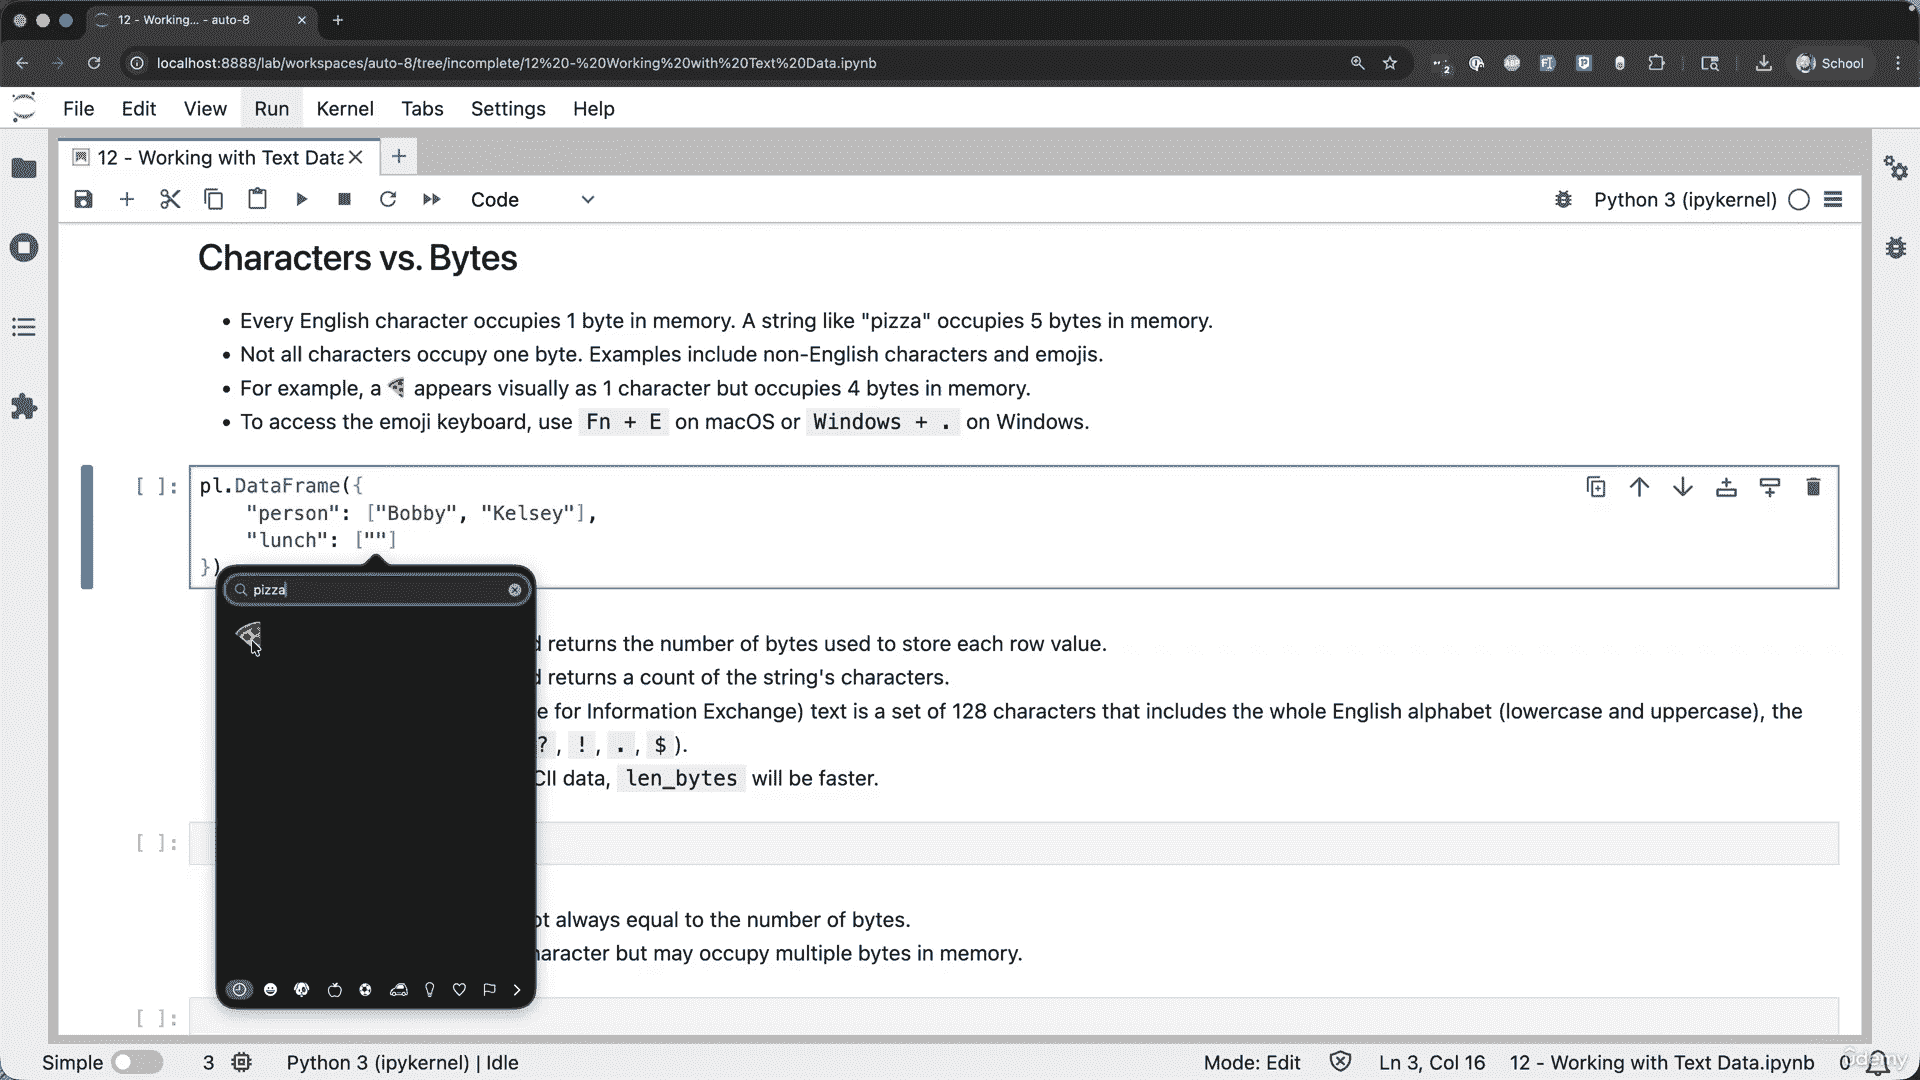 12 - Working... - auto-8
localhost:8888/lab/workspaces/auto-8/tree/incomplete/12%20-%20Working%20with%20Text%20Data.ipynb
2
School
File Edit View Run Kernel Tabs Settings Help
12 - Working with Text Data
Code
Python 3 (ipykernel)
Characters vs. Bytes
• Every English character occupies 1 byte in memory. A string like "pizza" occupies 5 bytes in memory.
• Not all characters occupy one byte. Examples include non-English characters and emojis.
• For example, a 🍕 appears visually as 1 character but occupies 4 bytes in memory.
• To access the emoji keyboard, use Fn + E on macOS or Windows + . on Windows.
[ ]: pl.DataFrame({
"person": ["Bobby", "Kelsey"],
"lunch": [""]
})
pizza
returns the number of bytes used to store each row value.
returns a count of the string's characters.
e for Information Exchange) text is a set of 128 characters that includes the whole English alphabet (lowercase and uppercase), the
?, !, ., $ ).
CII data, len_bytes will be faster.
[ ]:
ot always equal to the number of bytes.
haracter but may occupy multiple bytes in memory.
[ ]:
Simple 3 Python 3 (ipykernel) | Idle Mode: Edit Ln 3, Col 16 12 - Working with Text Data.ipynb 0
Udemy